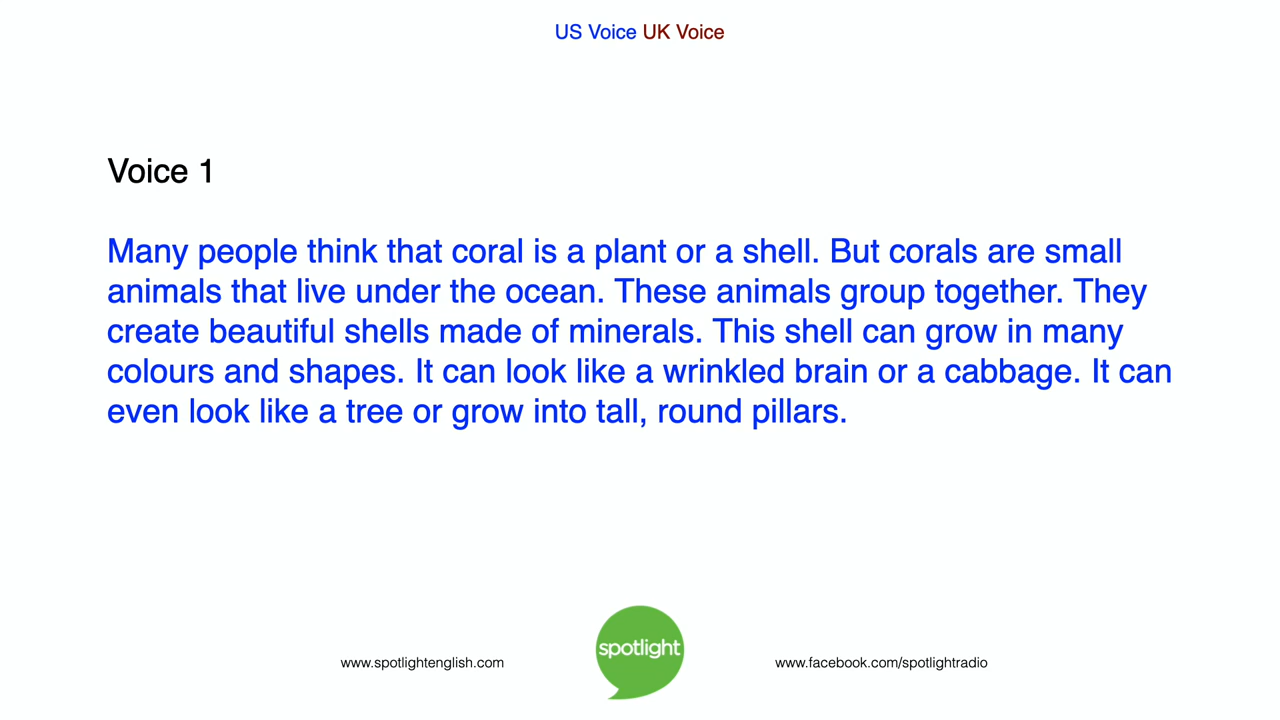 US Voice UK Voice
Voice 1
Many people think that coral is a plant or a shell. But corals are small
animals that live under the ocean. These animals group together. They
create beautiful shells made of minerals. This shell can grow in many
colours and shapes. It can look like a wrinkled brain or a cabbage. It can
even look like a tree or grow into tall, round pillars.
spotlight
www.spotlightenglish.com www.facebook.com/spotlightradio